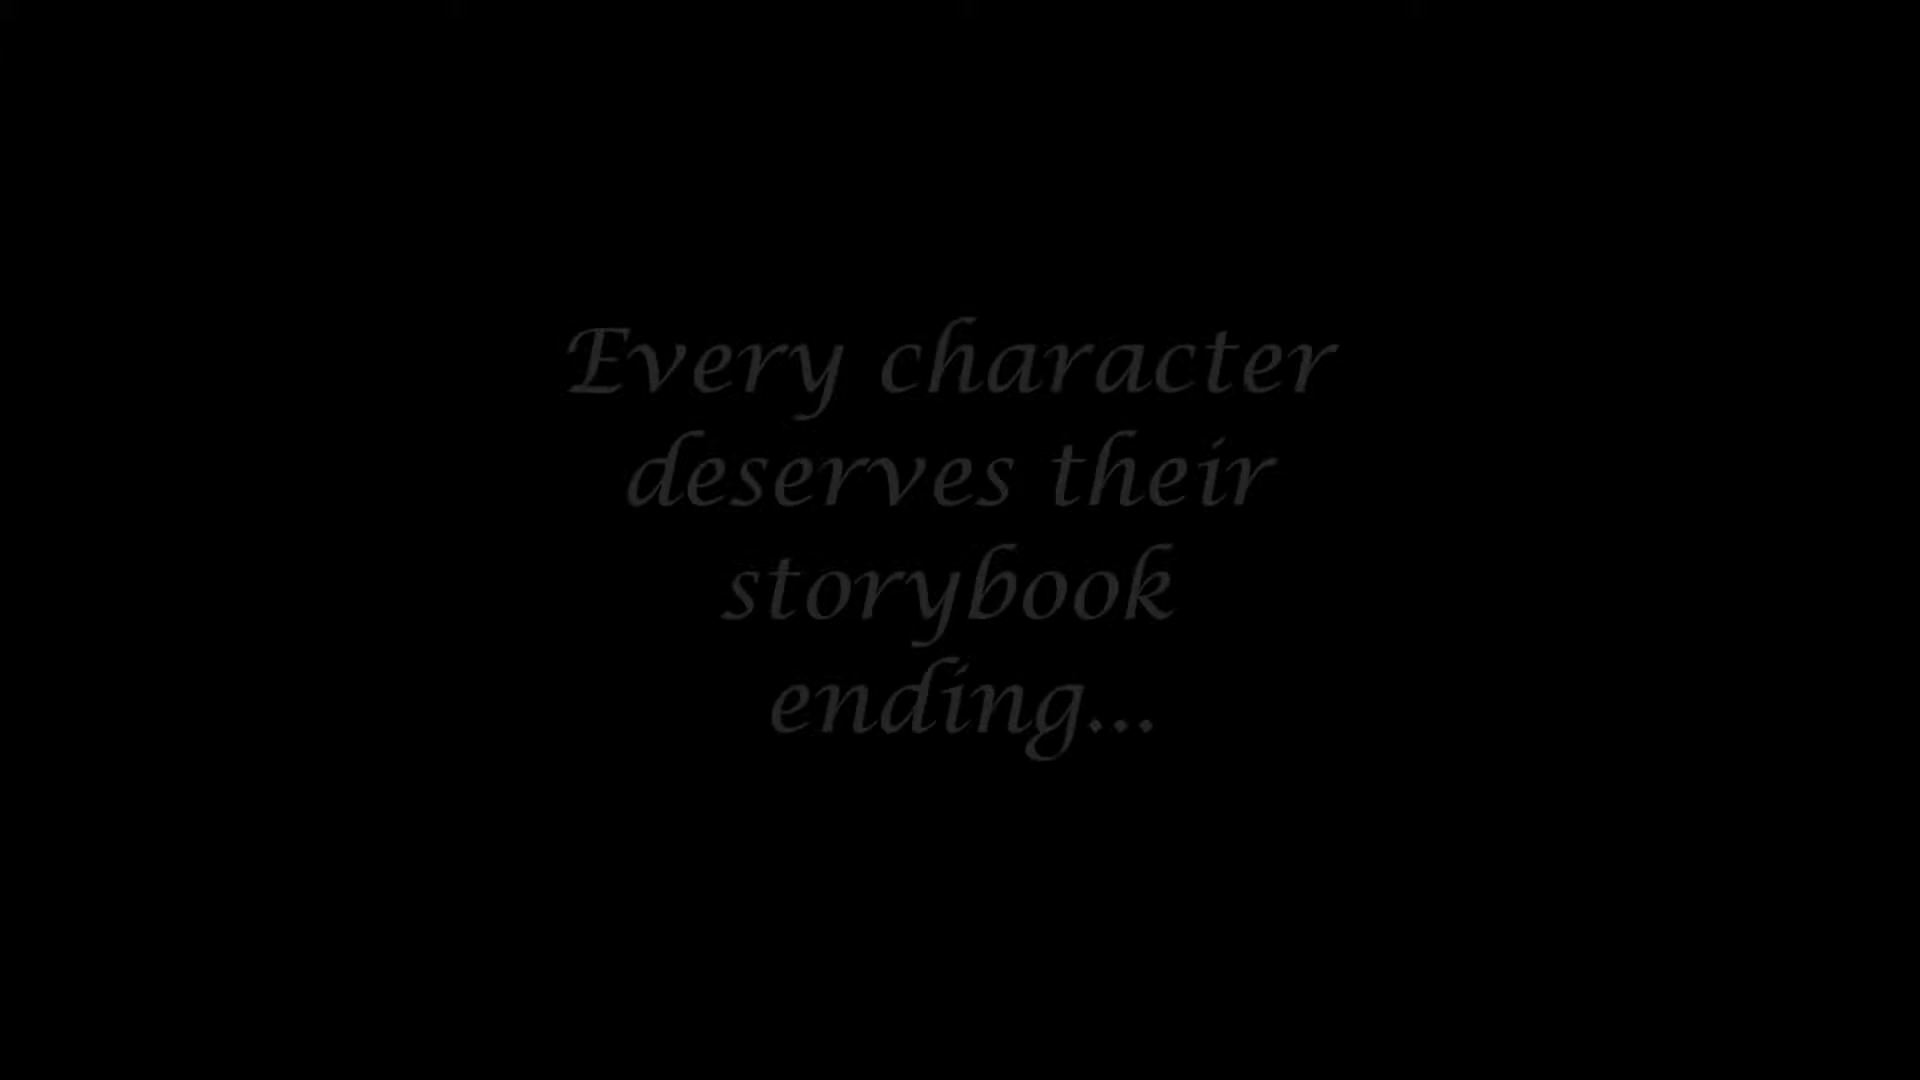 Every character
deserves their
storybook
ending...